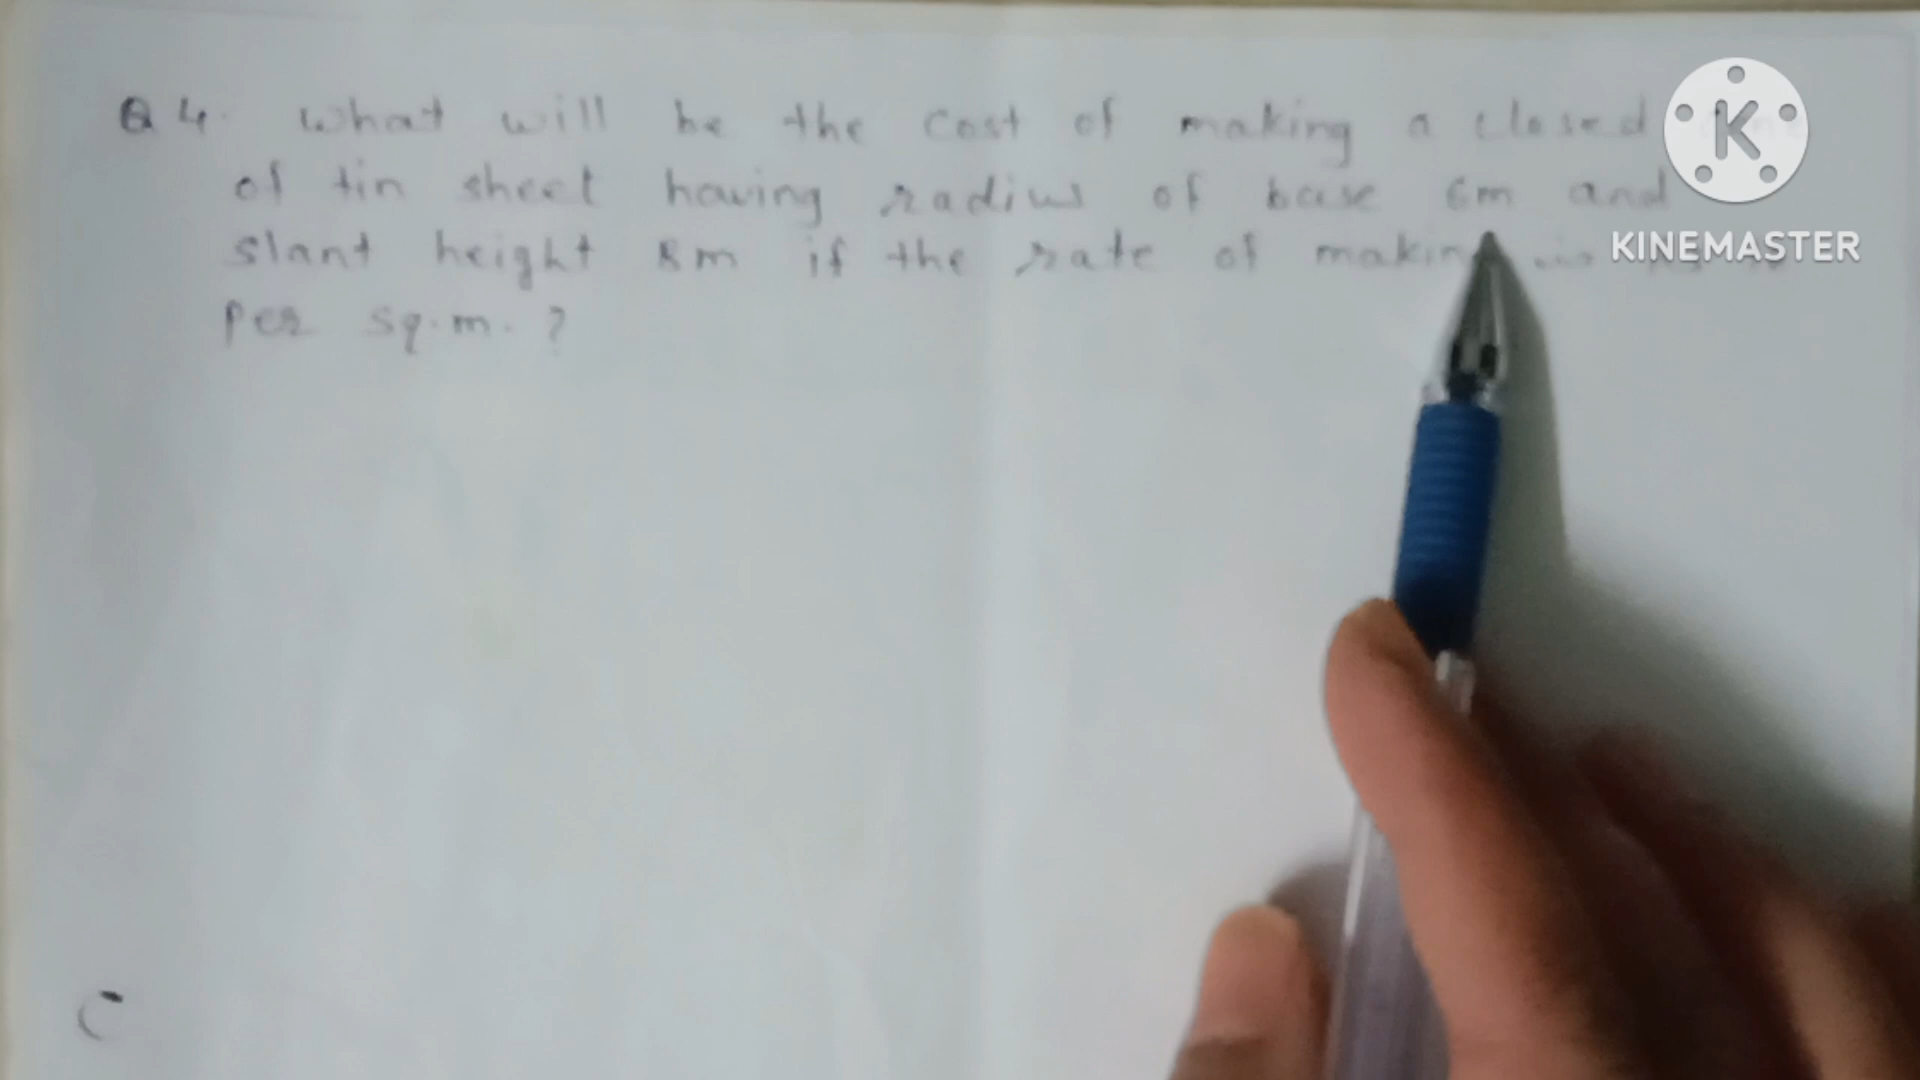 Q 4. What will be the cost of making a closed
of tin sheet having radius of base 6m and
slant height 8m if the rate of making is
per sq.m. ?
K
KINEMASTER